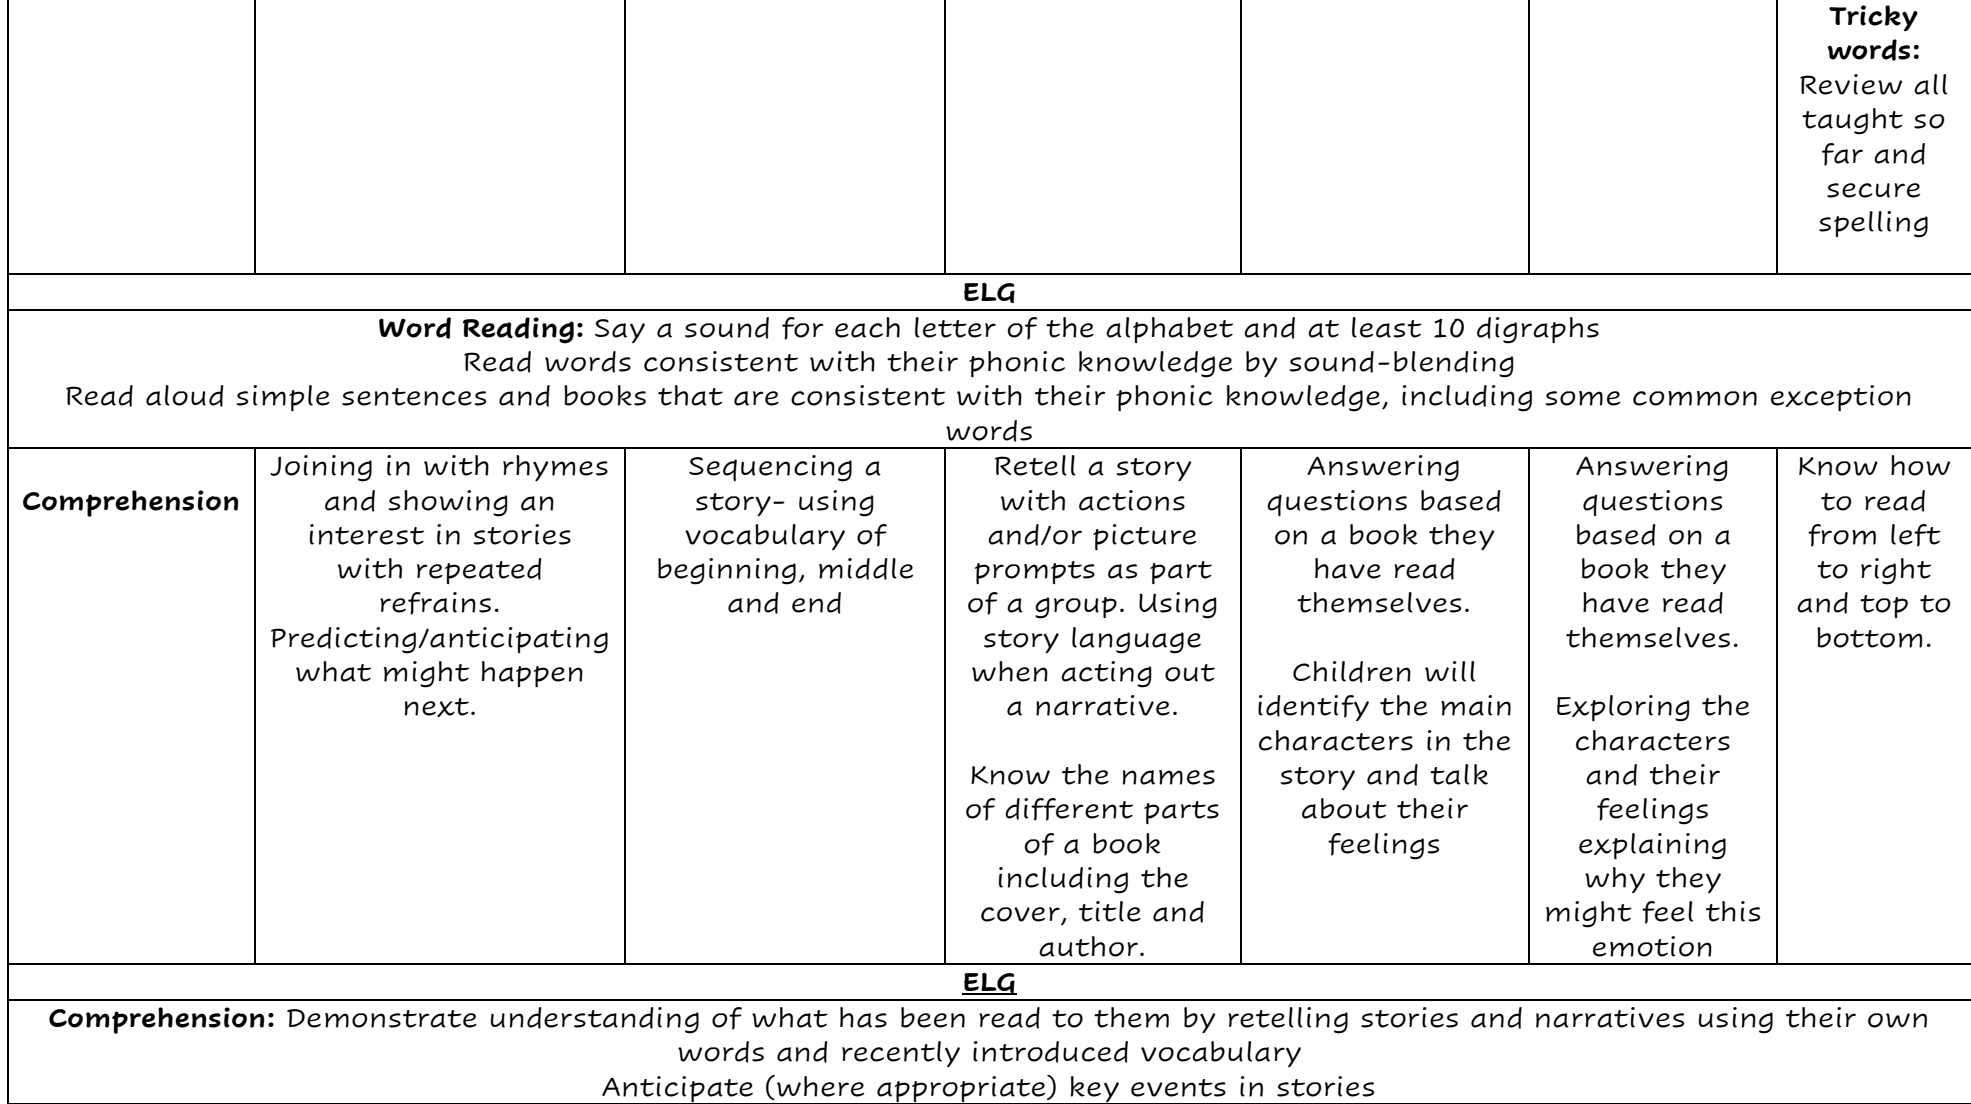 Tricky
words:
Review all
taught so
far and
secure
spelling
ELG
Word Reading: Say a sound for each letter of the alphabet and at least 10 digraphs
Read words consistent with their phonic knowledge by sound-blending
Read aloud simple sentences and books that are consistent with their phonic knowledge, including some common exception
words
Comprehension
Joining in with rhymes
and showing an
interest in stories
with repeated
refrains.
Predicting/anticipating
what might happen
next.
Sequencing a
story- using
vocabulary of
beginning, middle
and end
Retell a story
with actions
and/or picture
prompts as part
of a group. Using
story language
when acting out
a narrative.
Know the names
of different parts
of a book
including the
cover, title and
author.
Answering
questions based
on a book they
have read
themselves.
Children will
identify the main
characters in the
story and talk
about their
feelings
Answering
questions
based on a
book they
have read
themselves.
Exploring the
characters
and their
feelings
explaining
why they
might feel this
emotion
Know how
to read
from left
to right
and top to
bottom.
ELG
Comprehension: Demonstrate understanding of what has been read to them by retelling stories and narratives using their own
words and recently introduced vocabulary
Anticipate (where appropriate) key events in stories